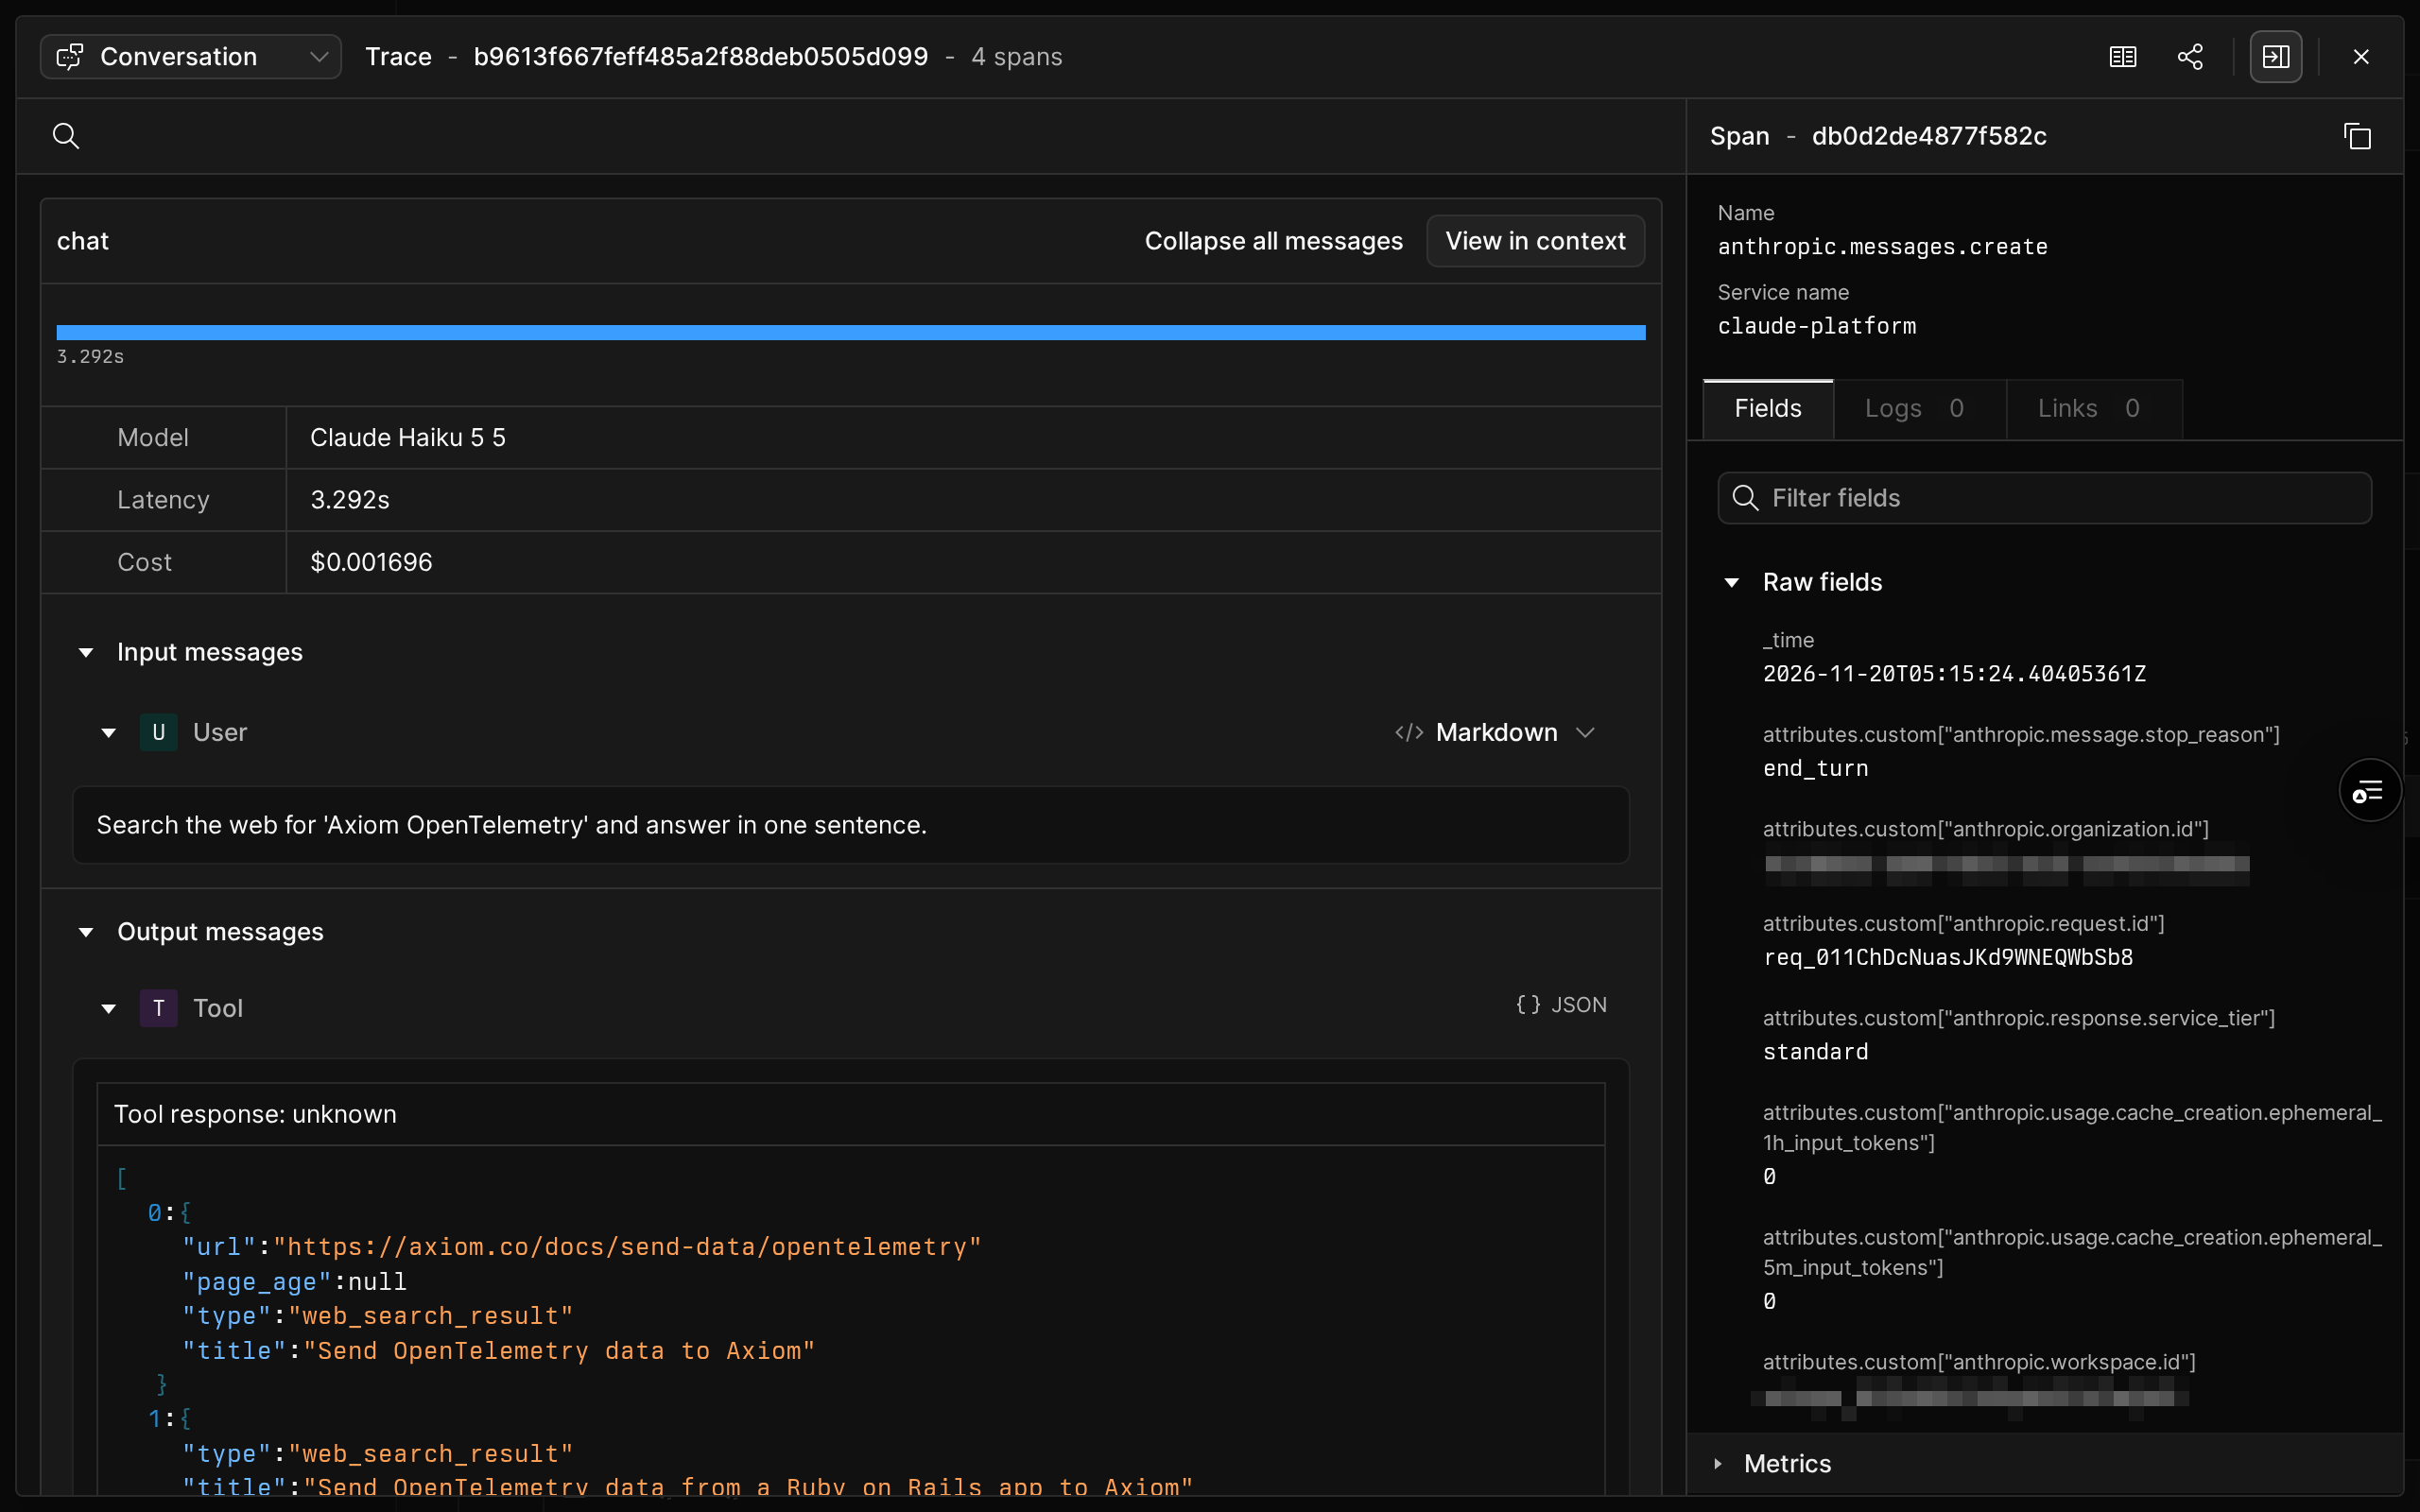 Conversation
Trace - b9613f667feff485a2f88deb0505d099 - 4 spans
chat
Collapse all messages
View in context
3.292s
Model
Claude Haiku 5 5
Latency
3.292s
Cost
$0.001696
Input messages
U User
Markdown
Search the web for 'Axiom OpenTelemetry' and answer in one sentence.
Output messages
T Tool
{} JSON
Tool response: unknown
[
0:{
"url":"https://axiom.co/docs/send-data/opentelemetry"
"page_age":null
"type":"web_search_result"
"title":"Send OpenTelemetry data to Axiom"
}
1:{
"type":"web_search_result"
"title":"Send OpenTelemetry data from a Ruby on Rails app to Axiom"
Span - db0d2de4877f582c
Name
anthropic.messages.create
Service name
claude-platform
Fields
Logs 0
Links 0
Filter fields
Raw fields
_time
2026-11-20T05:15:24.40405361Z
attributes.custom["anthropic.message.stop_reason"]
end_turn
attributes.custom["anthropic.organization.id"]
attributes.custom["anthropic.request.id"]
req_011ChDcNuasJKd9WNEQWbSb8
attributes.custom["anthropic.response.service_tier"]
standard
attributes.custom["anthropic.usage.cache_creation.ephemeral_
1h_input_tokens"]
0
attributes.custom["anthropic.usage.cache_creation.ephemeral_
5m_input_tokens"]
0
attributes.custom["anthropic.workspace.id"]
Metrics